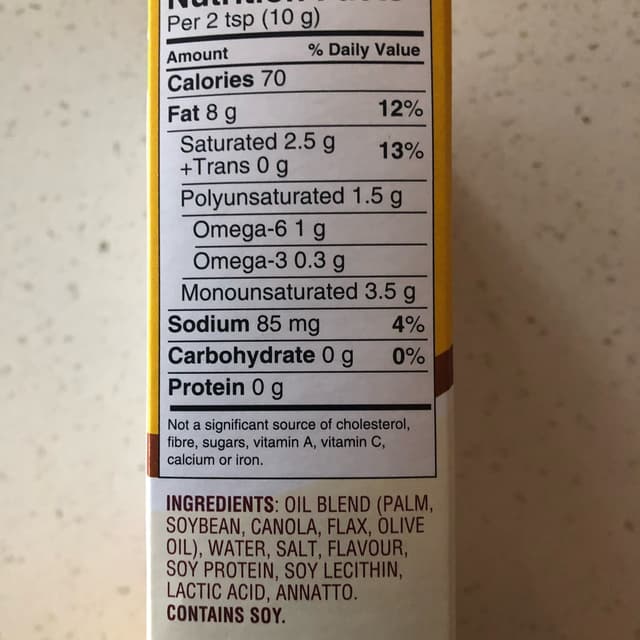 Nutrition Facts
Per 2 tsp (10 g)
Amount % Daily Value
Calories 70
Fat 8 g 12%
Saturated 2.5 g 13%
+Trans 0 g
Polyunsaturated 1.5 g
Omega-6 1 g
Omega-3 0.3 g
Monounsaturated 3.5 g
Sodium 85 mg 4%
Carbohydrate 0 g 0%
Protein 0 g
Not a significant source of cholesterol,
fibre, sugars, vitamin A, vitamin C,
calcium or iron.
INGREDIENTS: OIL BLEND (PALM,
SOYBEAN, CANOLA, FLAX, OLIVE
OIL), WATER, SALT, FLAVOUR,
SOY PROTEIN, SOY LECITHIN,
LACTIC ACID, ANNATTO.
CONTAINS SOY.